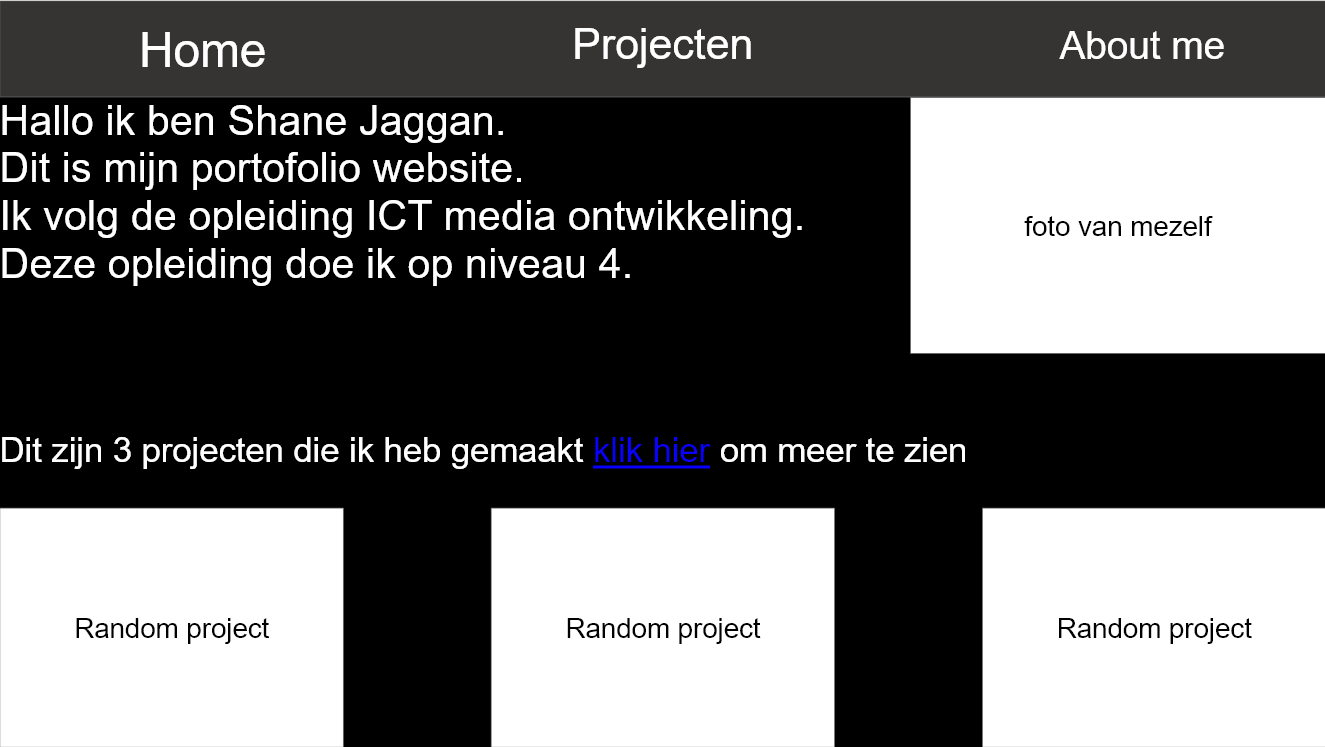 Home
Projecten
About me
Hallo ik ben Shane Jaggan.
Dit is mijn portofolio website.
Ik volg de opleiding ICT media ontwikkeling.
Deze opleiding doe ik op niveau 4.
foto van mezelf
Dit zijn 3 projecten die ik heb gemaakt klik hier om meer te zien
Random project
Random project
Random project